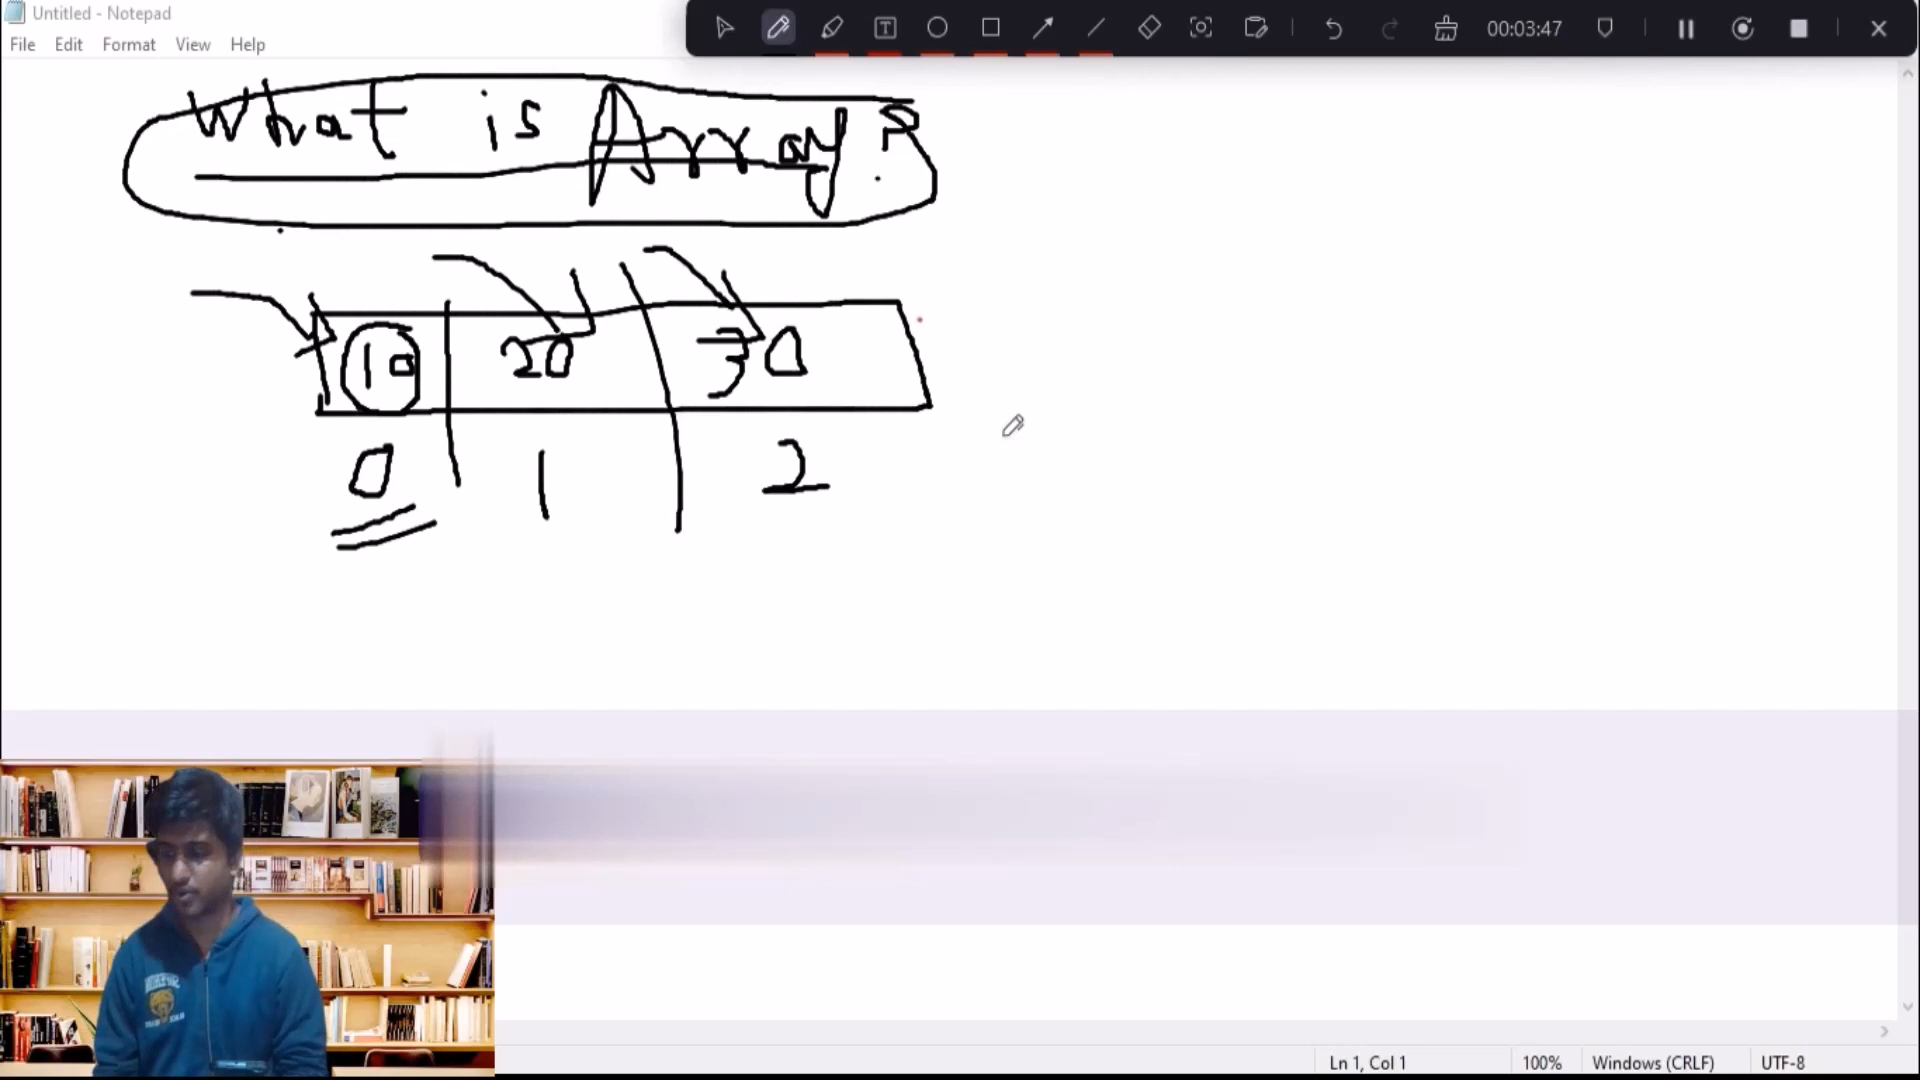 Untitled - Notepad
File Edit Format View Help
00:03:47
What is Array?
10 20 30
0 1 2
Ln 1, Col 1 100% Windows (CRLF) UTF-8